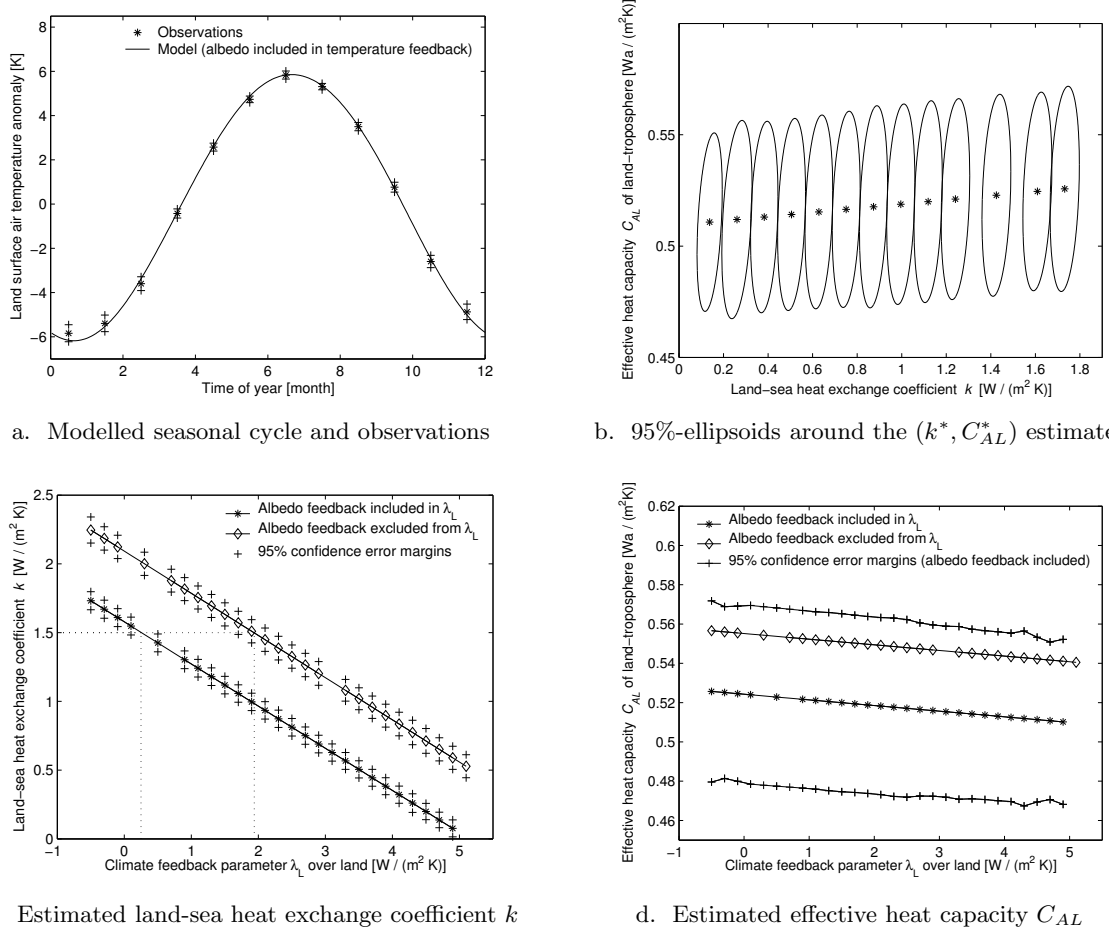 8
6
4
2
0
−2
−4
−6
0
2
4
6
8
10
12
Land surface air temperature anomaly [K]
Time of year [month]
Observations
Model (albedo included in temperature feedback)
a. Modelled seasonal cycle and observations
b.
0.55
0.5
0.45
0
0.2
0.4
0.6
0.8
1
1.2
1.4
1.6
1.8
Effective heat capacity C_AL of land−troposphere [Wa / (m²K)]
Land−sea heat exchange coefficient k [W / (m² K)]
b. 95%-ellipsoids around the (k*, C*_AL) estimate
2.5
2
1.5
1
0.5
0
−1
0
1
2
3
4
5
Land−sea heat exchange coefficient k [W / (m² K)]
Climate feedback parameter λ_L over land [W / (m² K)]
Albedo feedback included in λ_L
Albedo feedback excluded from λ_L
95% confidence error margins
Estimated land-sea heat exchange coefficient k
0.62
0.6
0.58
0.56
0.54
0.52
0.5
0.48
0.46
−1
0
1
2
3
4
5
Effective heat capacity C_AL of land−troposphere [Wa / (m²K)]
Climate feedback parameter λ_L over land [W / (m² K)]
Albedo feedback included in λ_L
Albedo feedback excluded from λ_L
95% confidence error margins (albedo feedback included)
d. Estimated effective heat capacity C_AL